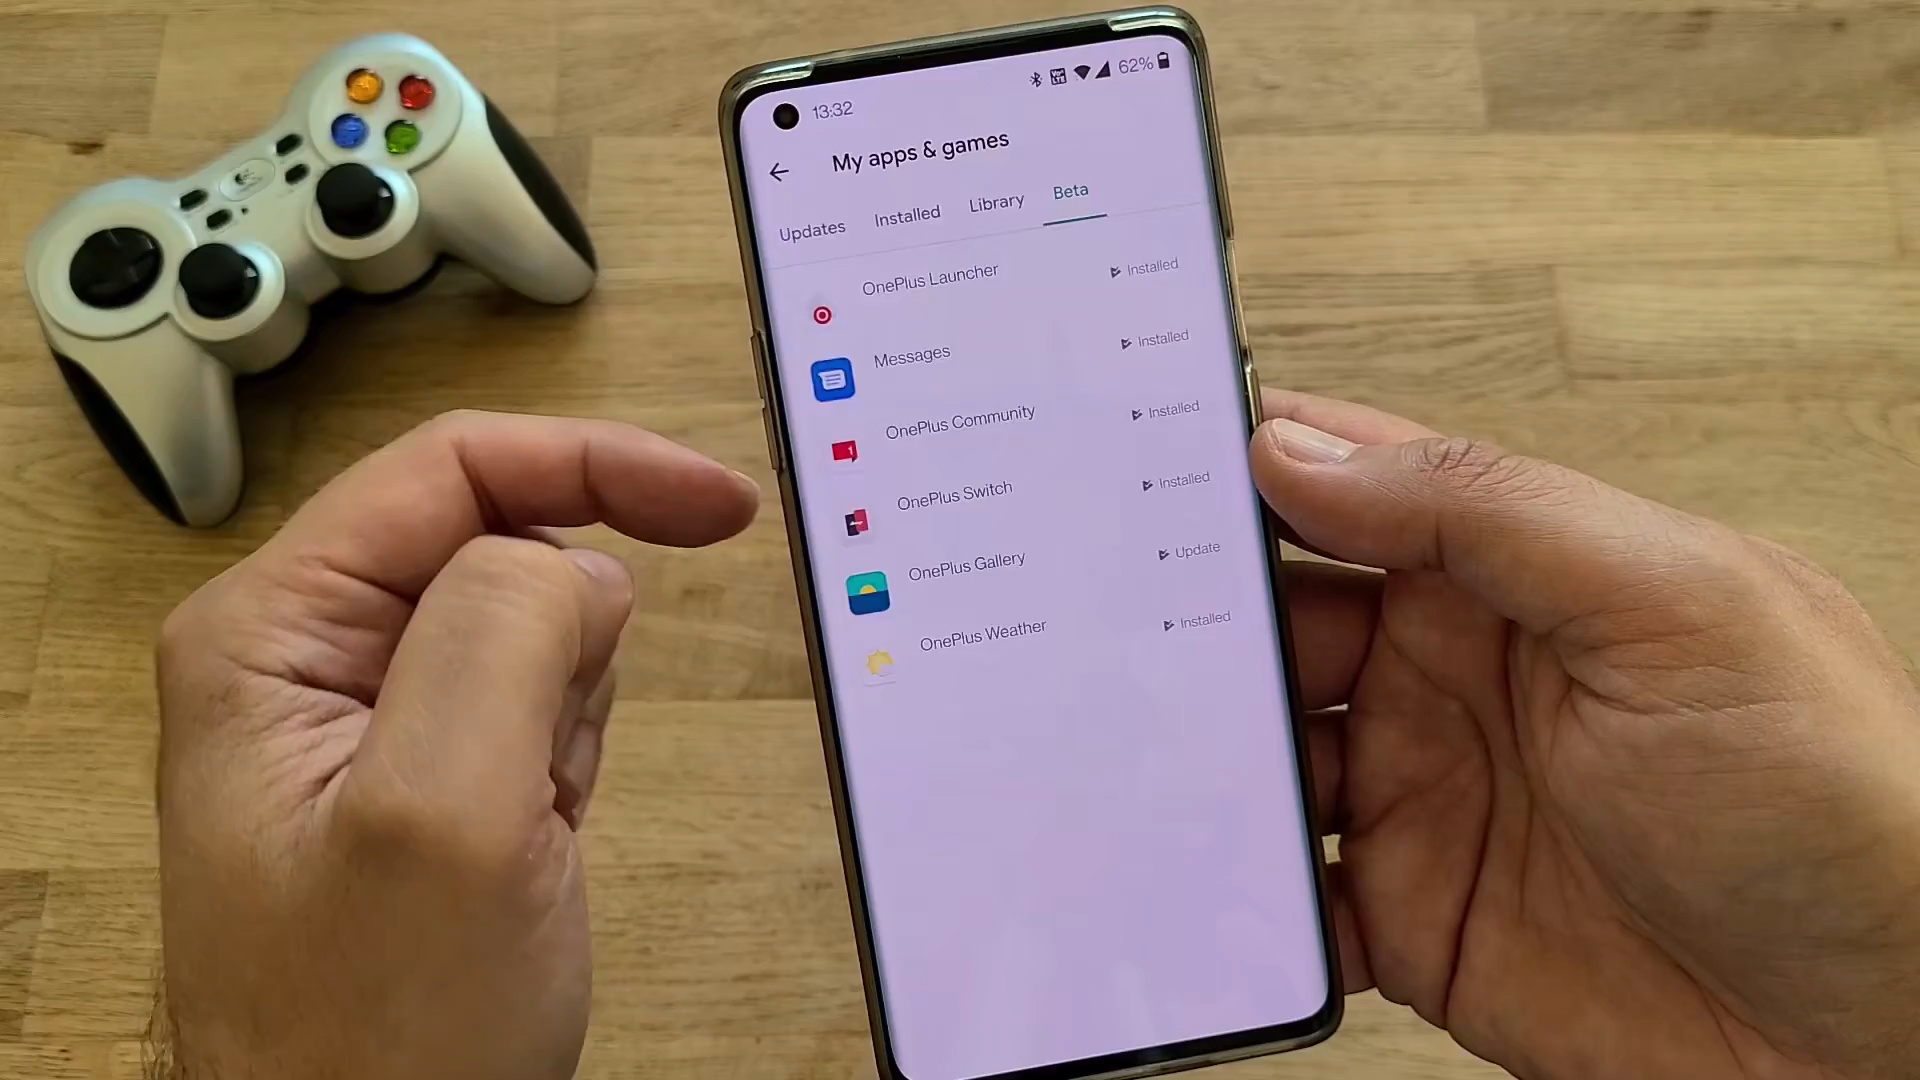 13:32
VoLTE
62%
My apps & games
Updates Installed Library Beta
OnePlus Launcher Installed
Messages Installed
OnePlus Community Installed
OnePlus Switch Installed
OnePlus Gallery Update
OnePlus Weather Installed